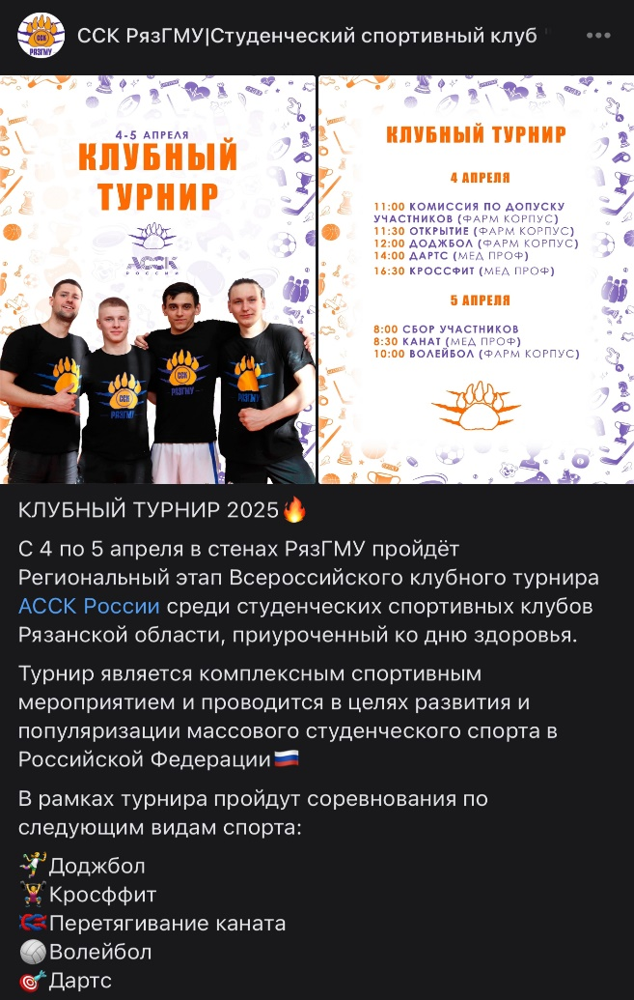 ССК РЯЗГМУ
ССК РязГМУ|Студенческий спортивный клуб "
4-5 АПРЕЛЯ
КЛУБНЫЙ
ТУРНИР
АССК
РОССИИ
ССК
РЯЗГМУ
ССК
РЯЗГМУ
РЯЗГМУ
РЯЗГМУ
КЛУБНЫЙ ТУРНИР
4 АПРЕЛЯ
11:00 КОМИССИЯ ПО ДОПУСКУ
УЧАСТНИКОВ (ФАРМ КОРПУС)
11:30 ОТКРЫТИЕ (ФАРМ КОРПУС)
12:00 ДОДЖБОЛ (ФАРМ КОРПУС)
14:00 ДАРТС (МЕД ПРОФ)
16:30 КРОССФИТ (МЕД ПРОФ)
5 АПРЕЛЯ
8:00 СБОР УЧАСТНИКОВ
8:30 КАНАТ (МЕД ПРОФ)
10:00 ВОЛЕЙБОЛ (ФАРМ КОРПУС)
КЛУБНЫЙ ТУРНИР 2025🔥
С 4 по 5 апреля в стенах РязГМУ пройдёт
Региональный этап Всероссийского клубного турнира
АССК России среди студенческих спортивных клубов
Рязанской области, приуроченный ко дню здоровья.
Турнир является комплексным спортивным
мероприятием и проводится в целях развития и
популяризации массового студенческого спорта в
Российской Федерации🇷🇺
В рамках турнира пройдут соревнования по
следующим видам спорта:
🤾Доджбол
🏋Кросффит
🪢Перетягивание каната
🏐Волейбол
🎯Дартс